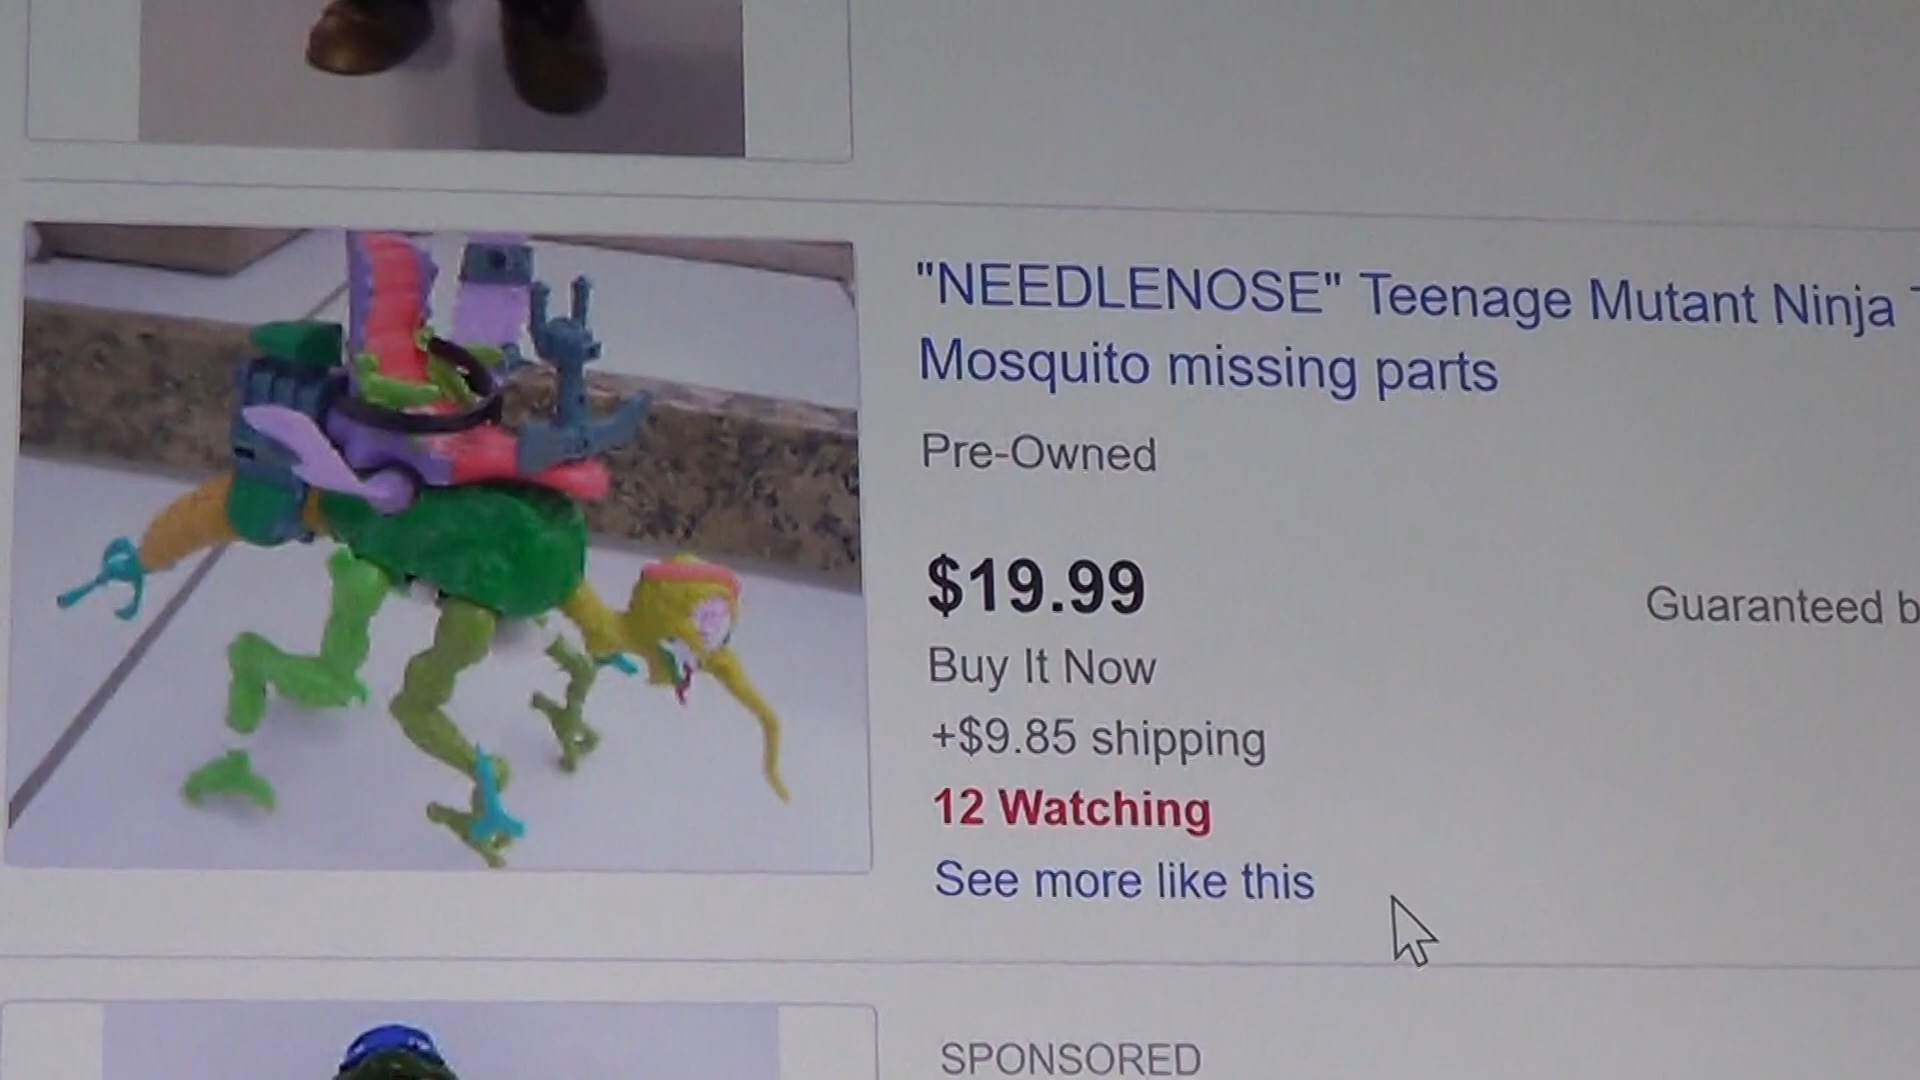 "NEEDLENOSE" Teenage Mutant Ninja
Mosquito missing parts
Pre-Owned
$19.99
Guaranteed b
Buy It Now
+$9.85 shipping
12 Watching
See more like this
SPONSORED